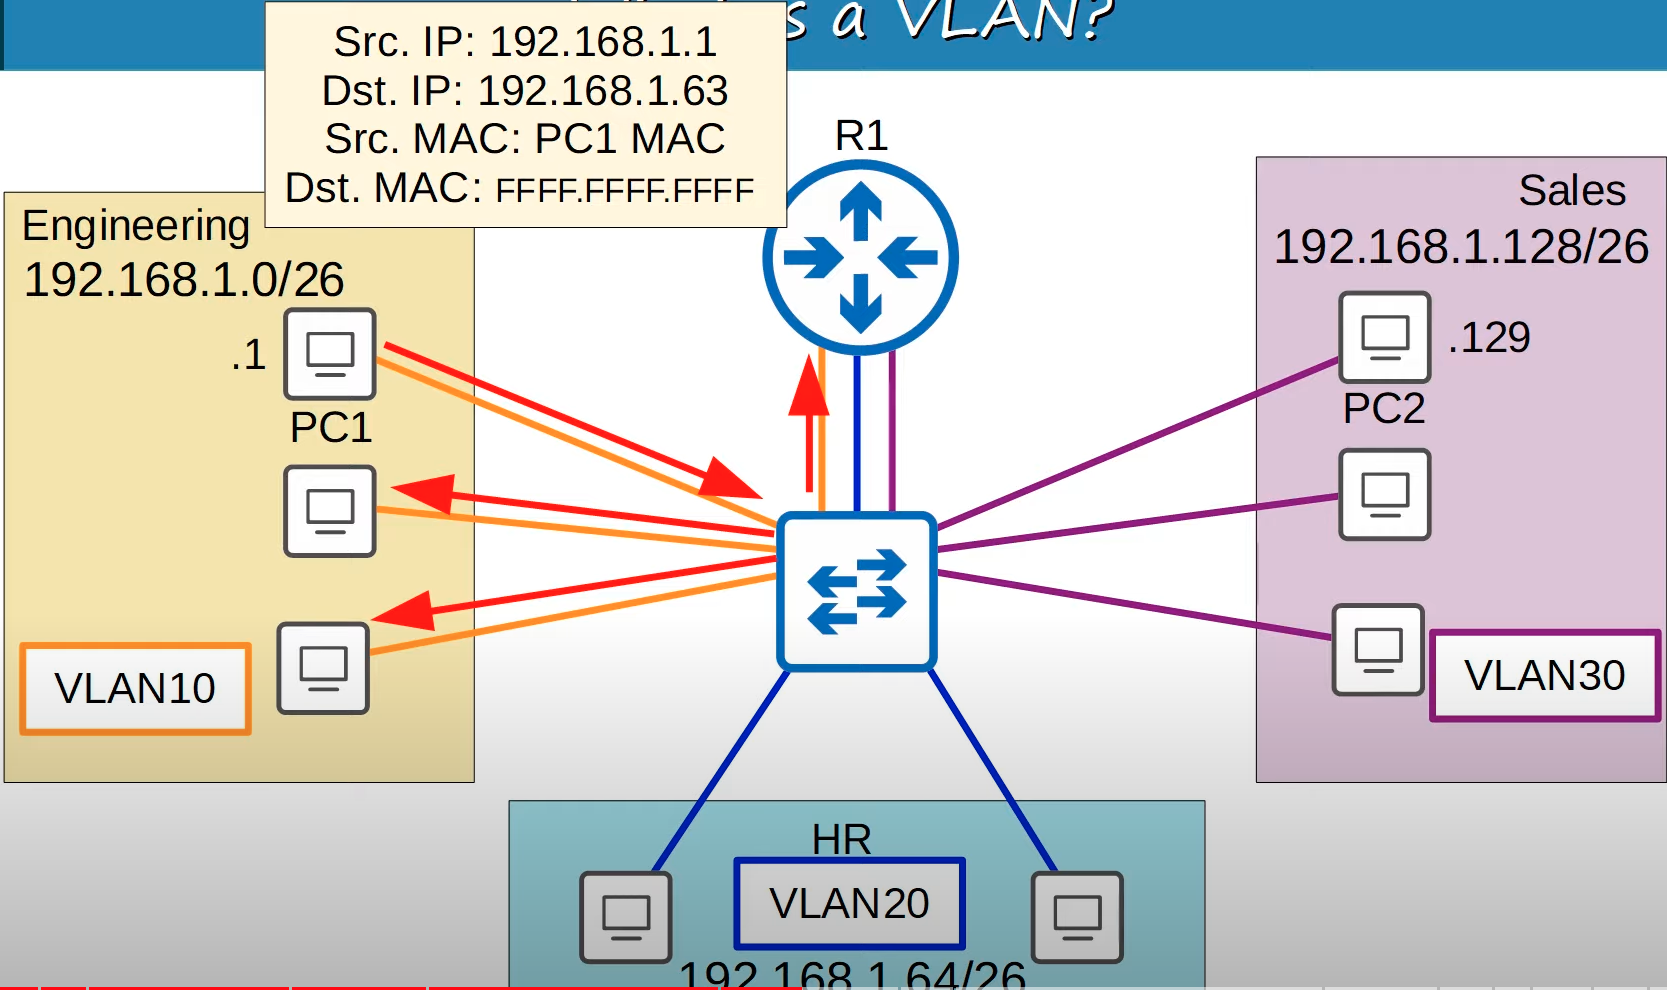 s a VLAN?
Src. IP: 192.168.1.1
Dst. IP: 192.168.1.63
Src. MAC: PC1 MAC
Dst. MAC: FFFF.FFFF.FFFF
R1
Engineering
192.168.1.0/26
.1
PC1
VLAN10
Sales
192.168.1.128/26
.129
PC2
VLAN30
HR
VLAN20
192.168.1.64/26